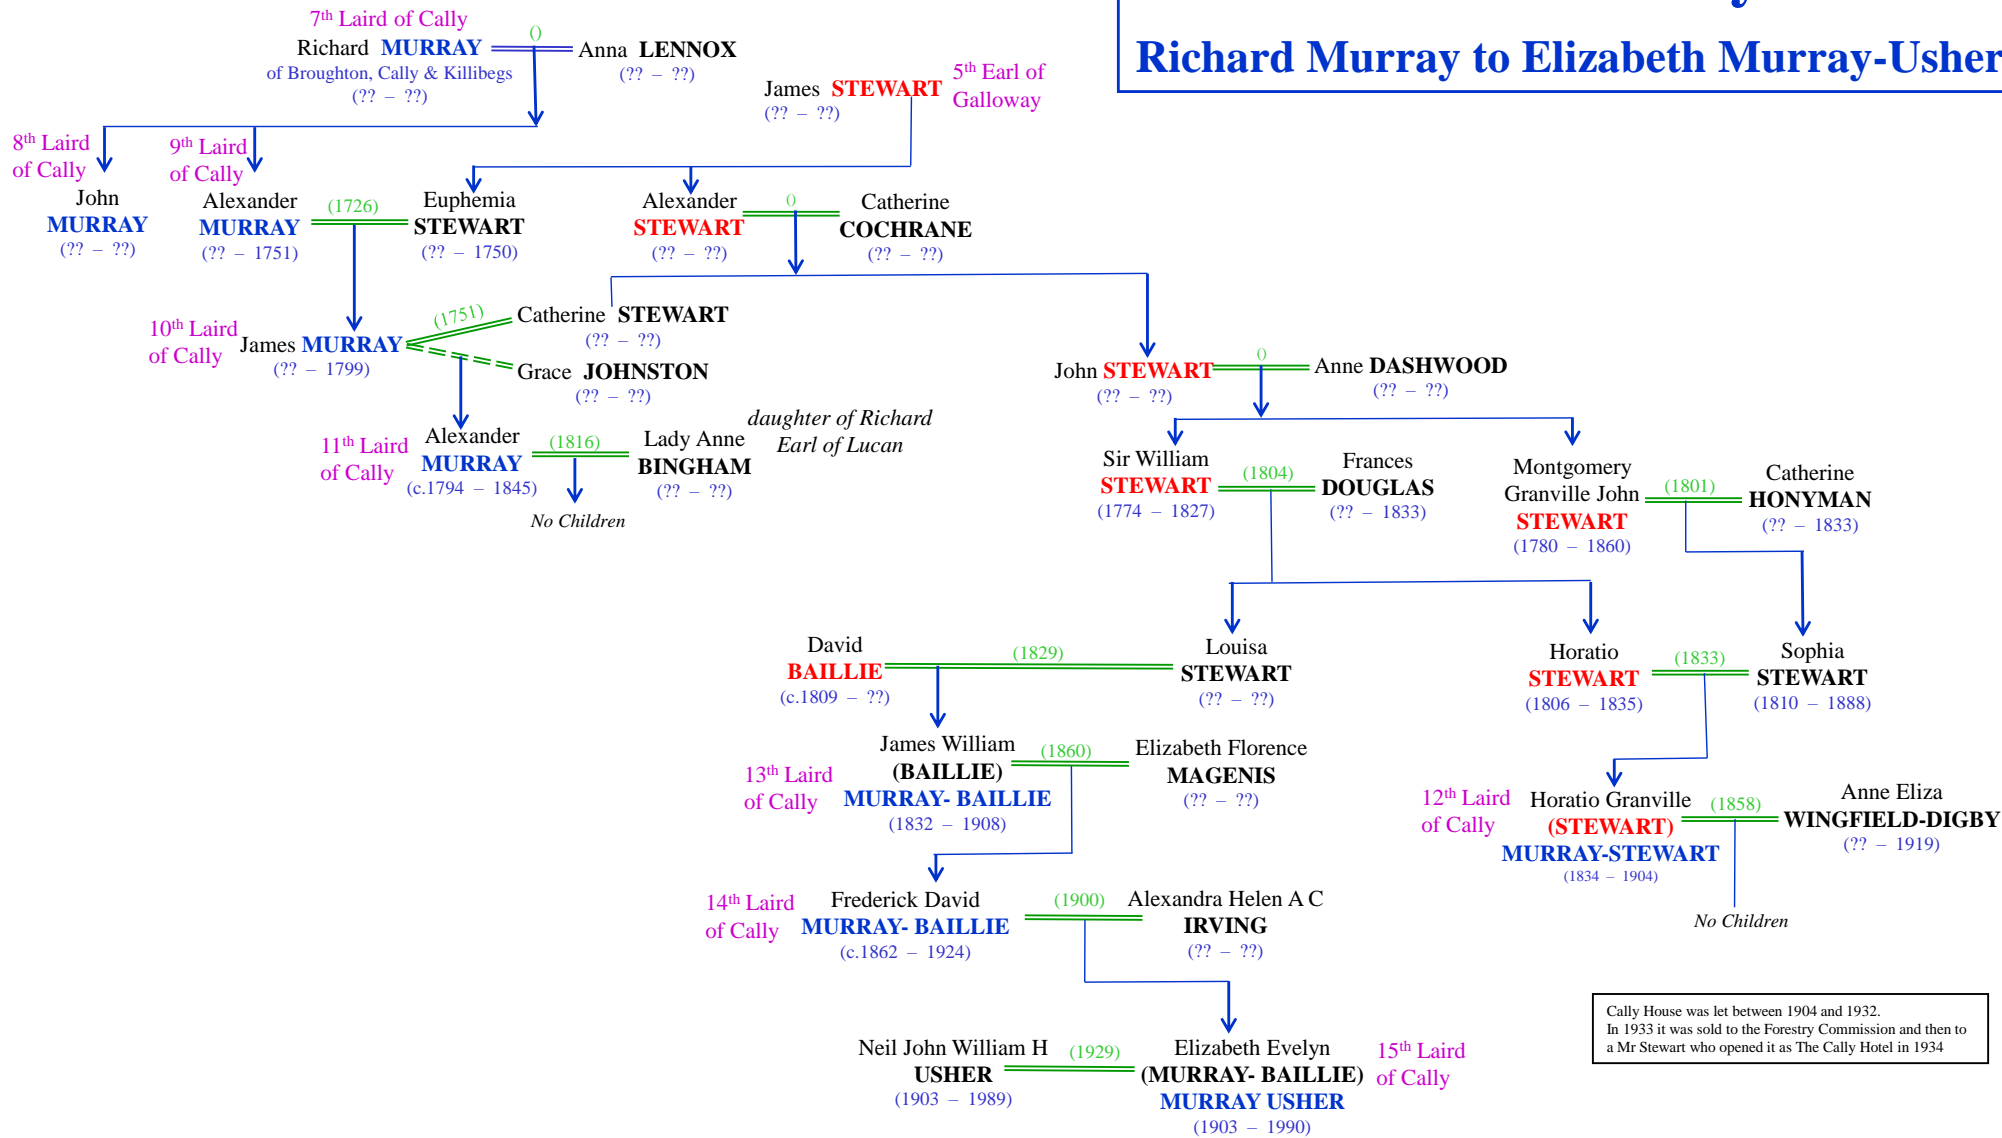 Richard Murray to Elizabeth Murray-Usher
7th Laird of Cally
Richard MURRAY
of Broughton, Cally & Killibegs
(?? – ??)
()
Anna LENNOX
(?? – ??)
James STEWART
(?? – ??)
5th Earl of
Galloway
8th Laird
of Cally
John
MURRAY
(?? – ??)
9th Laird
of Cally
Alexander
MURRAY
(?? – 1751)
(1726)
Euphemia
STEWART
(?? – 1750)
Alexander
STEWART
(?? – ??)
()
Catherine
COCHRANE
(?? – ??)
10th Laird
of Cally
James MURRAY
(?? – 1799)
(1751)
Catherine STEWART
(?? – ??)
Grace JOHNSTON
(?? – ??)
John STEWART
(?? – ??)
()
Anne DASHWOOD
(?? – ??)
11th Laird
of Cally
Alexander
MURRAY
(c.1794 – 1845)
(1816)
Lady Anne
BINGHAM
(?? – ??)
daughter of Richard
Earl of Lucan
No Children
Sir William
STEWART
(1774 – 1827)
(1804)
Frances
DOUGLAS
(?? – 1833)
Montgomery
Granville John
STEWART
(1780 – 1860)
(1801)
Catherine
HONYMAN
(?? – 1833)
David
BAILLIE
(c.1809 – ??)
(1829)
Louisa
STEWART
(?? – ??)
Horatio
STEWART
(1806 – 1835)
(1833)
Sophia
STEWART
(1810 – 1888)
13th Laird
of Cally
James William
(BAILLIE)
MURRAY- BAILLIE
(1832 – 1908)
(1860)
Elizabeth Florence
MAGENIS
(?? – ??)
12th Laird
of Cally
Horatio Granville
(STEWART)
MURRAY-STEWART
(1834 – 1904)
(1858)
Anne Eliza
WINGFIELD-DIGBY
(?? – 1919)
No Children
14th Laird
of Cally
Frederick David
MURRAY- BAILLIE
(c.1862 – 1924)
(1900)
Alexandra Helen A C
IRVING
(?? – ??)
Neil John William H
USHER
(1903 – 1989)
(1929)
Elizabeth Evelyn
(MURRAY- BAILLIE)
MURRAY USHER
(1903 – 1990)
15th Laird
of Cally
Cally House was let between 1904 and 1932.
In 1933 it was sold to the Forestry Commission and then to
a Mr Stewart who opened it as The Cally Hotel in 1934